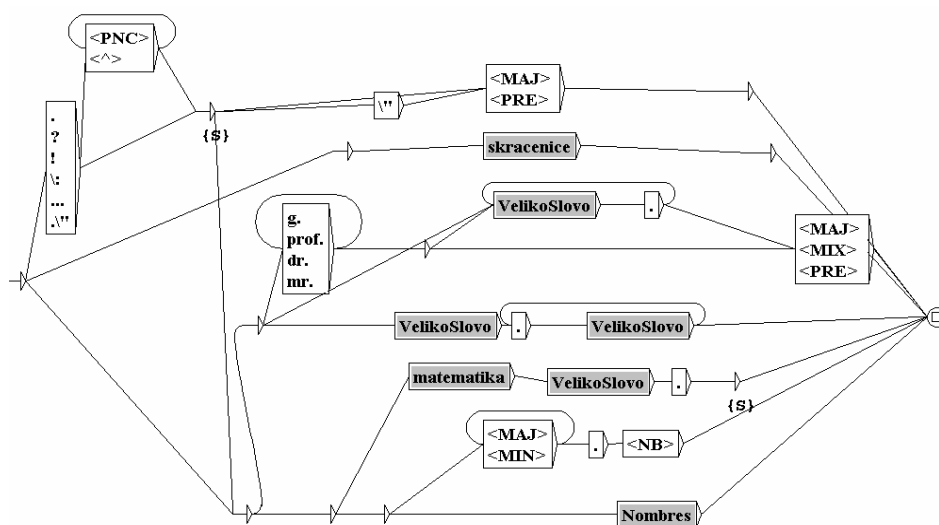 <PNC>
<^>
.
?
!
\:
...
.\"
{S}
\"
<MAJ>
<PRE>
skracenice
g.
prof.
dr.
mr.
VelikoSlovo .
<MAJ>
<MIX>
<PRE>
VelikoSlovo . VelikoSlovo
matematika VelikoSlovo .
{S}
<MAJ>
<MIN>
. <NB>
Nombres